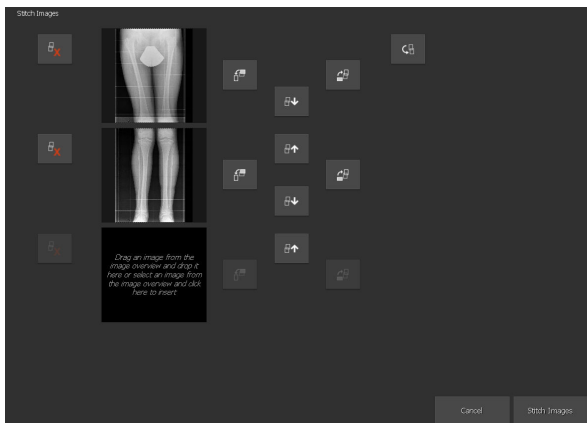 Stitch Images
Drag an image from the
image overview and drop it
here or select an image from
the image overview and click
here to insert
Cancel
Stitch Images